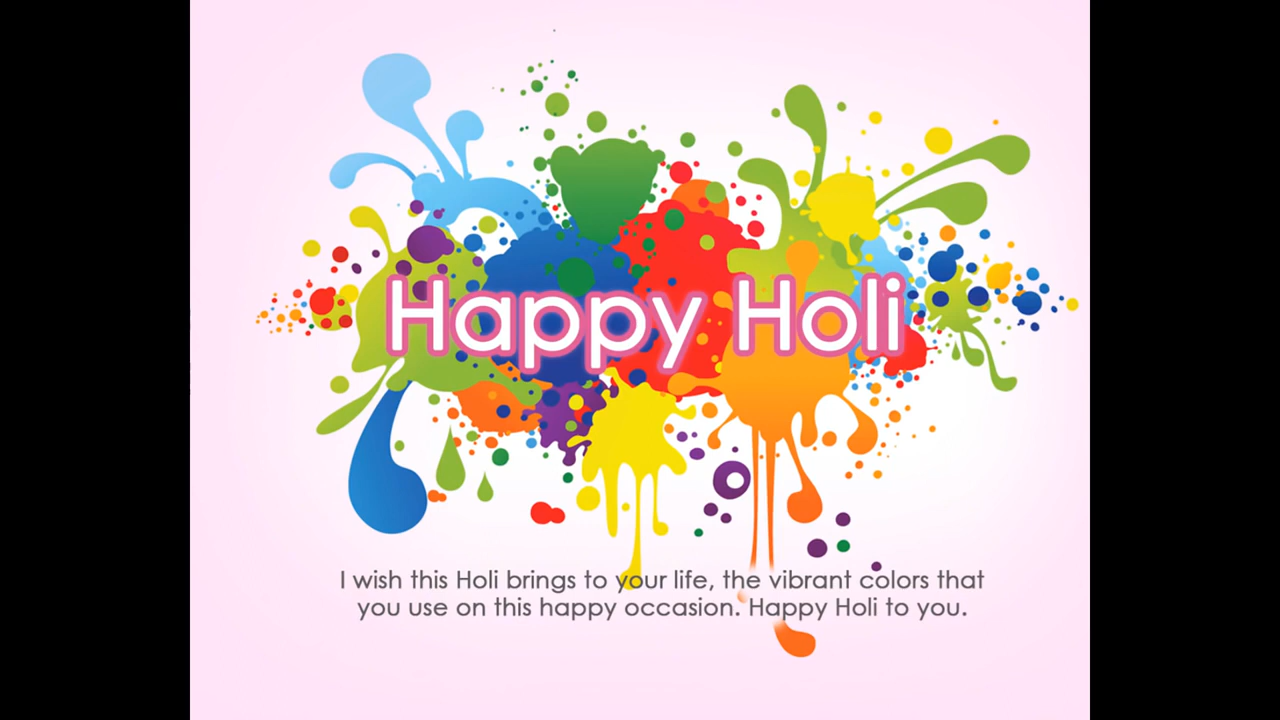 Happy Holi
I wish this Holi brings to your life, the vibrant colors that
you use on this happy occasion. Happy Holi to you.